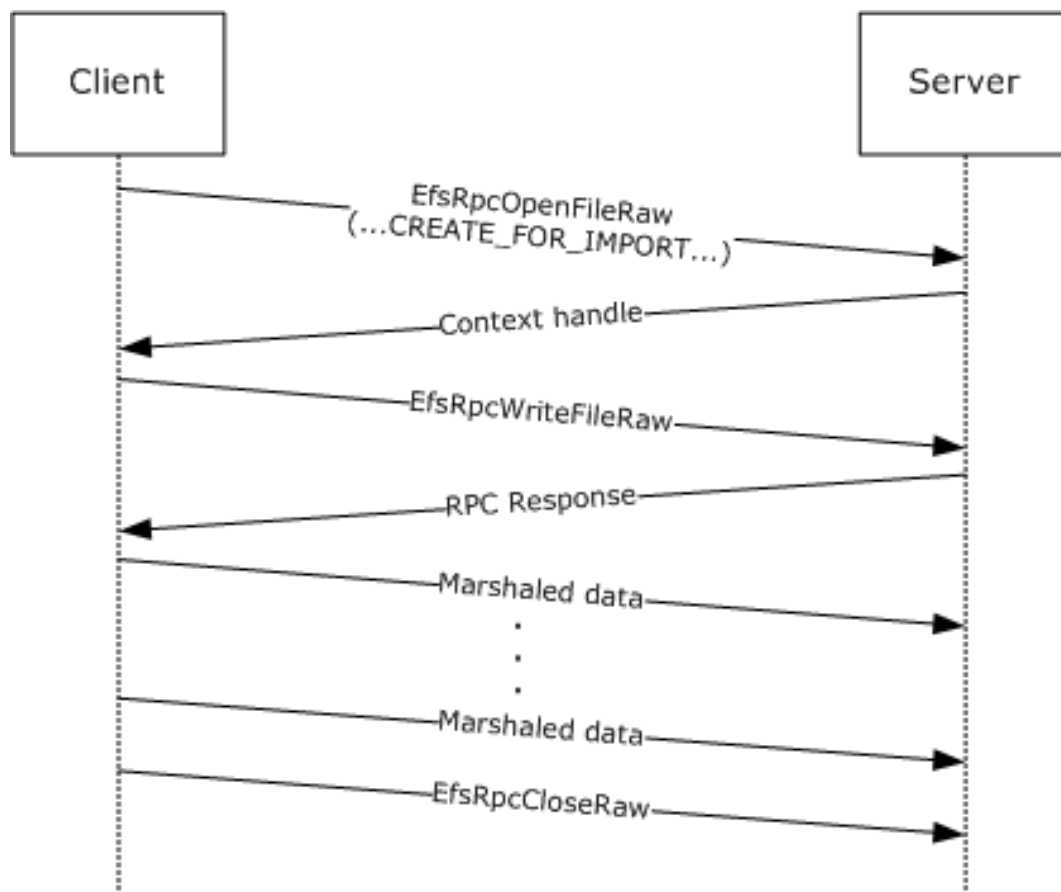 Client
Server
EfsRpcOpenFileRaw
(...CREATE_FOR_IMPORT...)
Context handle
EfsRpcWriteFileRaw
RPC Response
Marshaled data
.
.
.
Marshaled data
EfsRpcCloseRaw